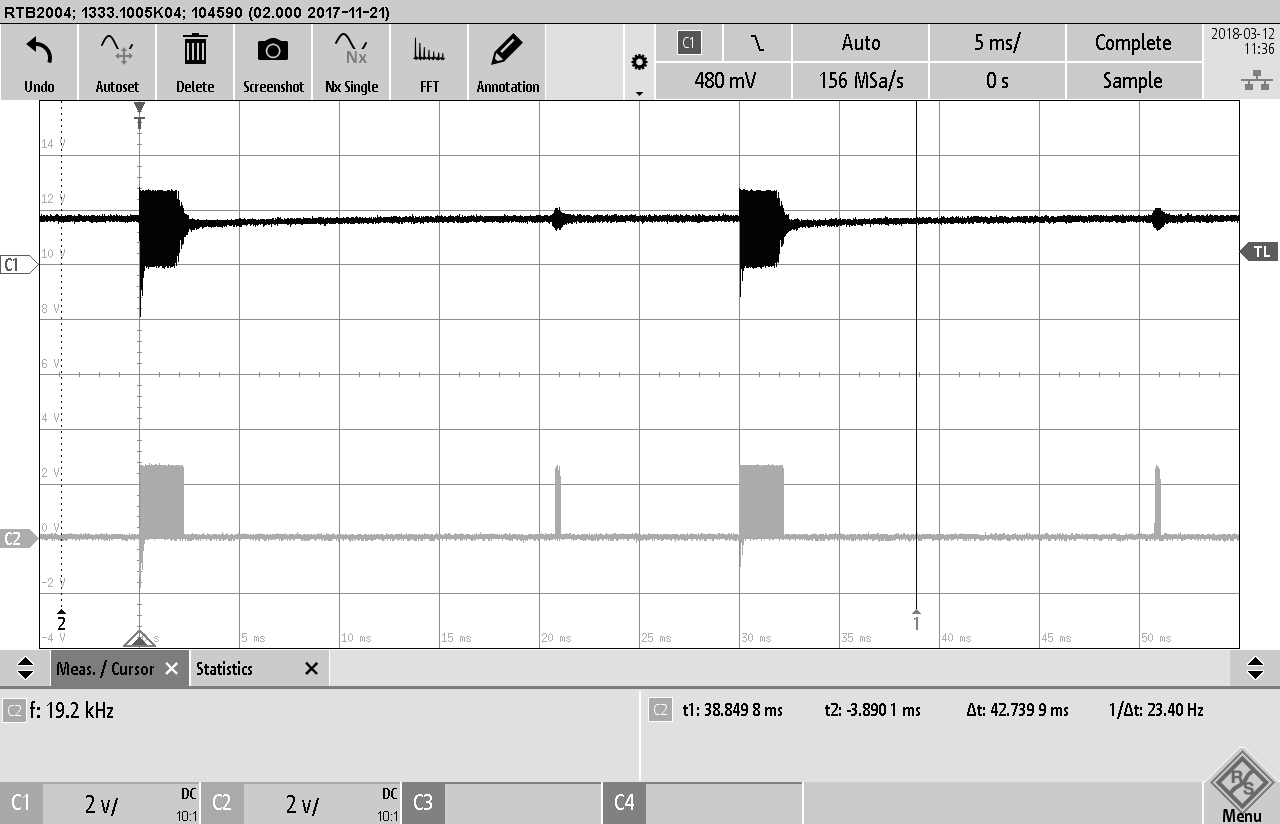 RTB2004; 1333.1005K04; 104590 (02.000 2017-11-21)
Undo Autoset Delete Screenshot Nx Single FFT Annotation
Nx
C1 Auto 5 ms/ Complete
480 mV 156 MSa/s 0 s Sample
2018-03-12
11:36
T
14 V
12 V
10 V
C1
TL
8 V
6 V
4 V
2 V
0 V
C2
-2 V
2
1
-4 V s 5 ms 10 ms 15 ms 20 ms 25 ms 30 ms 35 ms 40 ms 45 ms 50 ms
Meas. / Cursor Statistics
C2 f: 19.2 kHz
C2 t1: 38.849 8 ms t2: -3.890 1 ms Δt: 42.739 9 ms 1/Δt: 23.40 Hz
C1 2 V/ DC 10:1 C2 2 V/ DC 10:1 C3 C4
R S
Menu